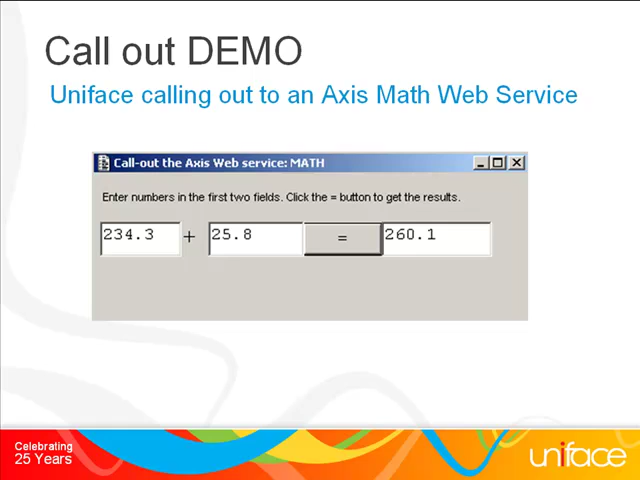 Call out DEMO
Uniface calling out to an Axis Math Web Service
Call-out the Axis Web service: MATH
Enter numbers in the first two fields. Click the = button to get the results.
234.3 + 25.8 = 260.1
Celebrating
25 Years
uniface